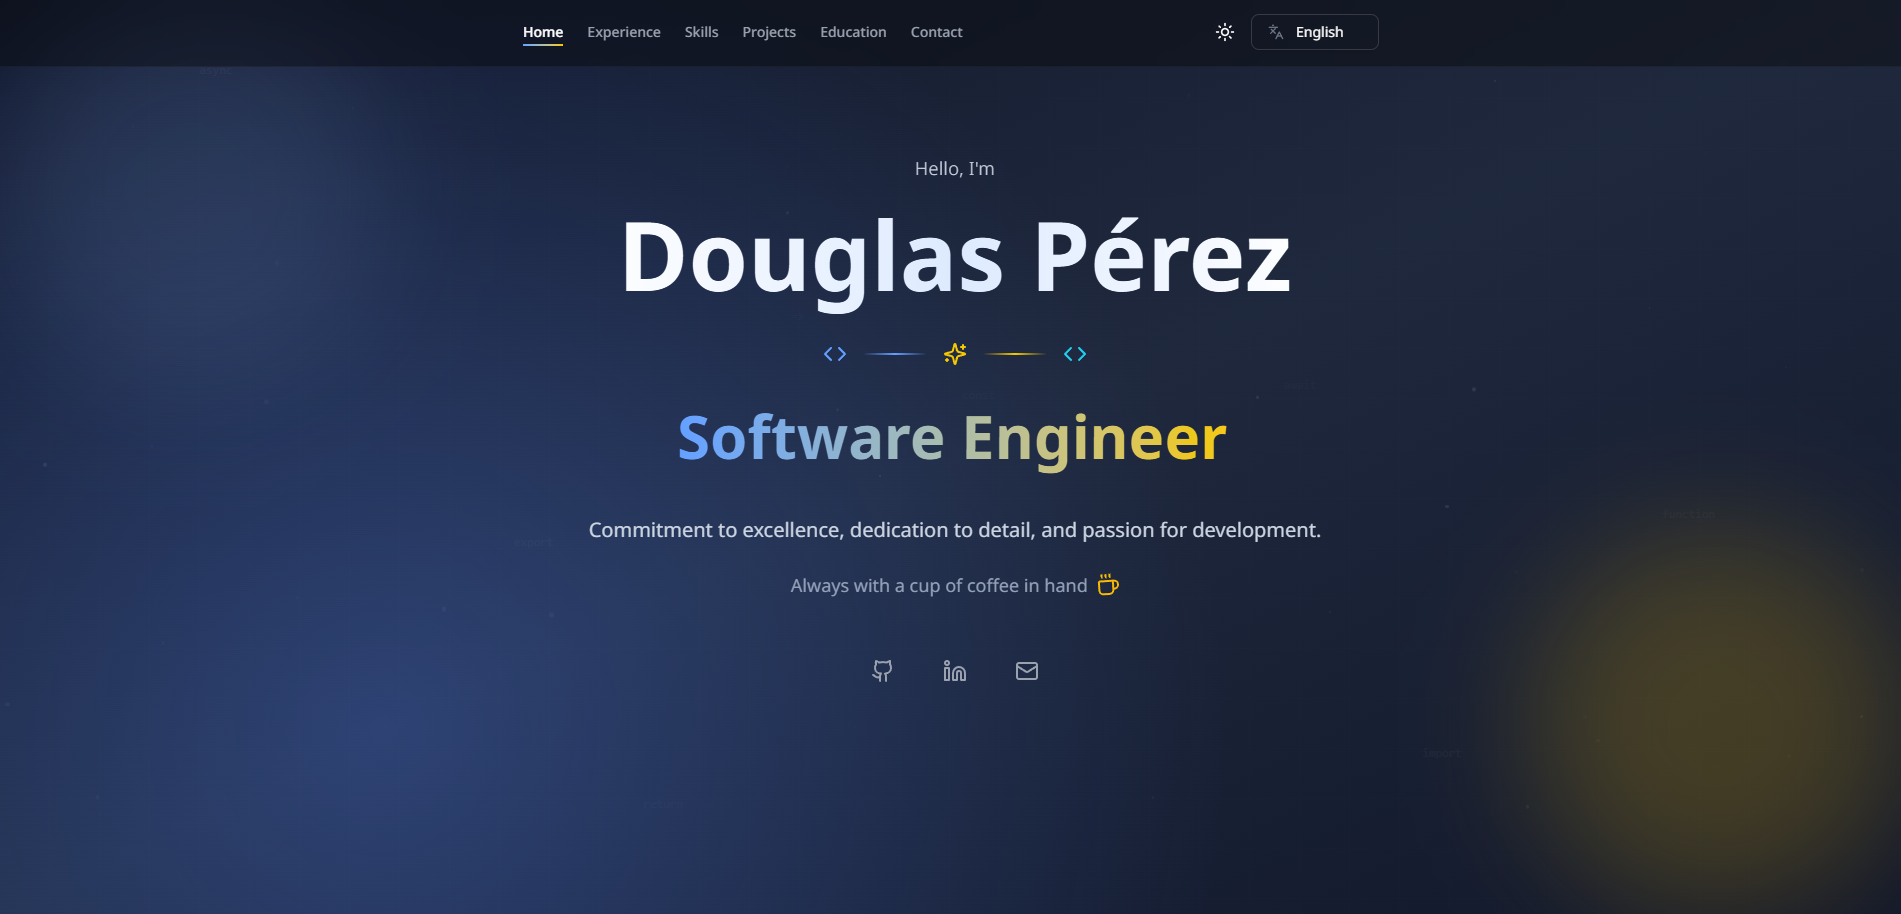 Home Experience Skills Projects Education Contact English
Hello, I'm
Douglas Pérez
Software Engineer
Commitment to excellence, dedication to detail, and passion for development.
Always with a cup of coffee in hand